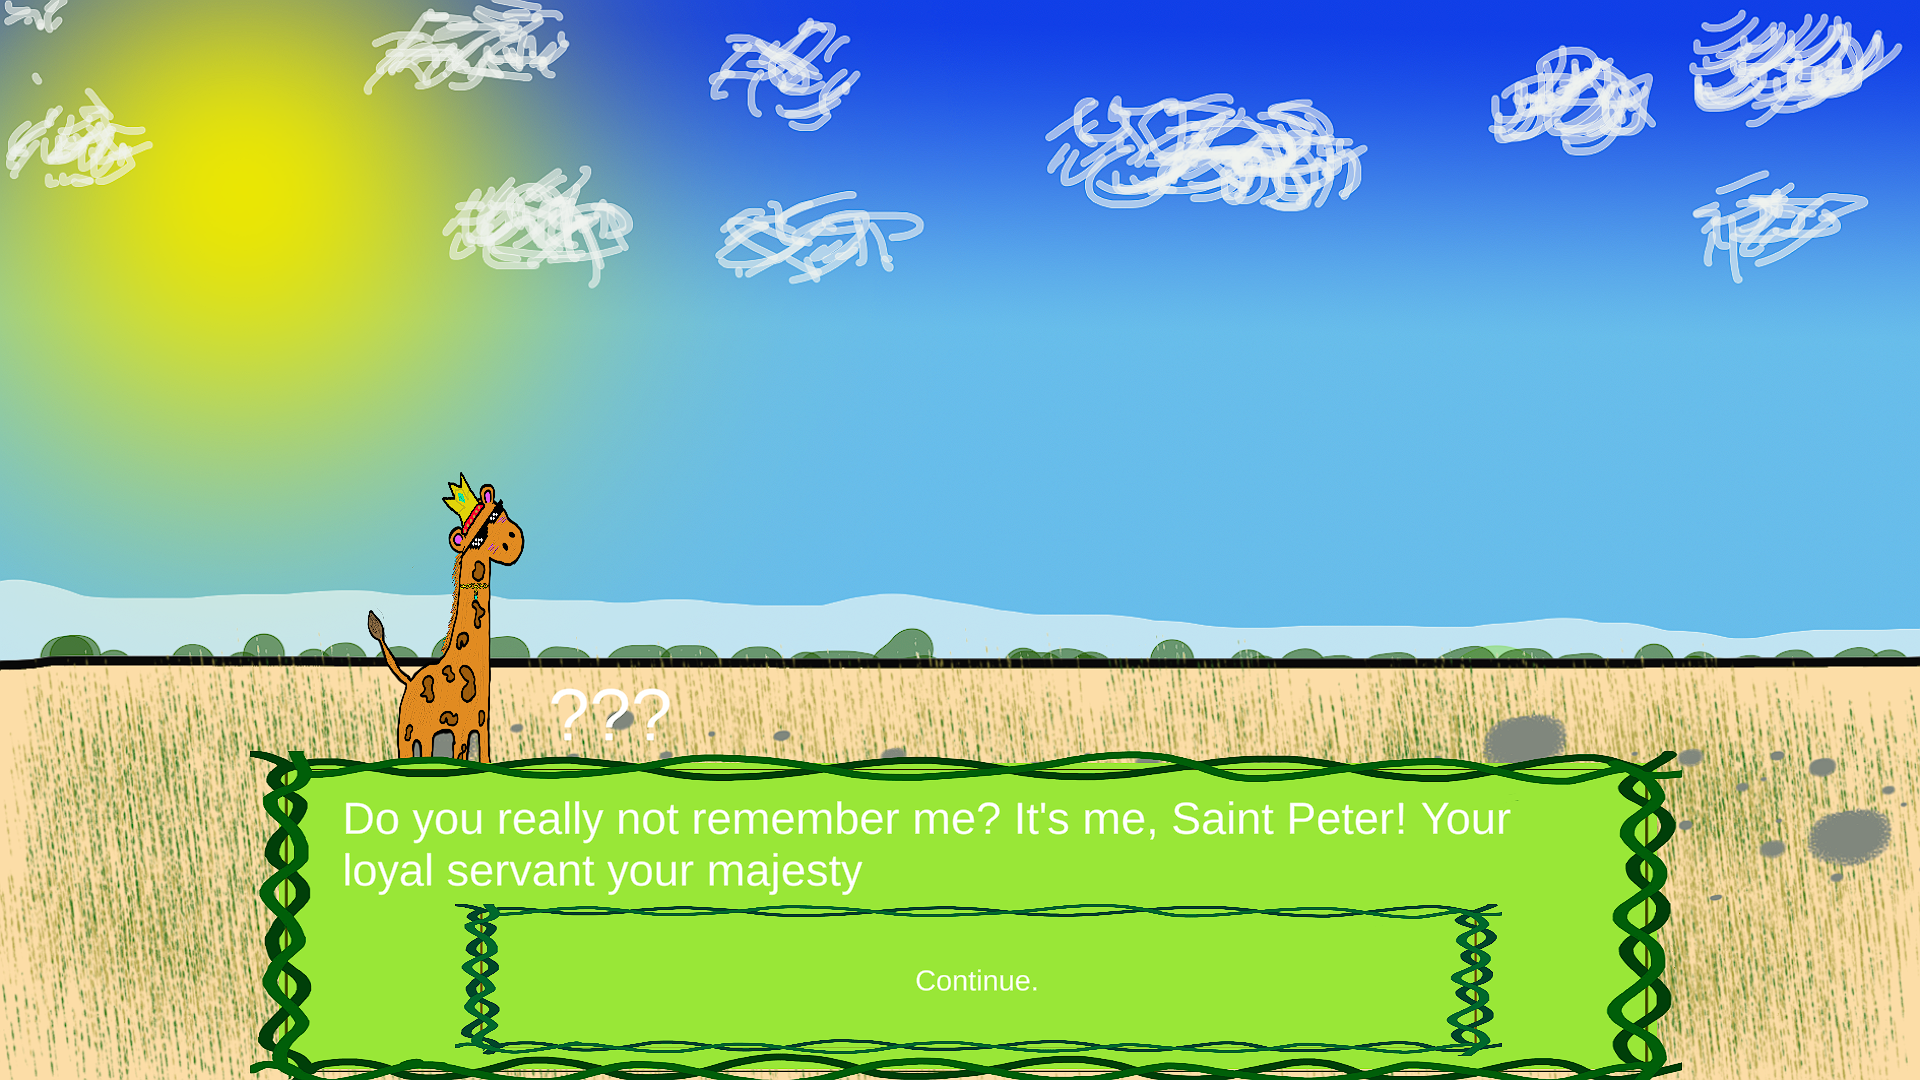 ???
Do you really not remember me? It's me, Saint Peter! Your
loyal servant your majesty
Continue.